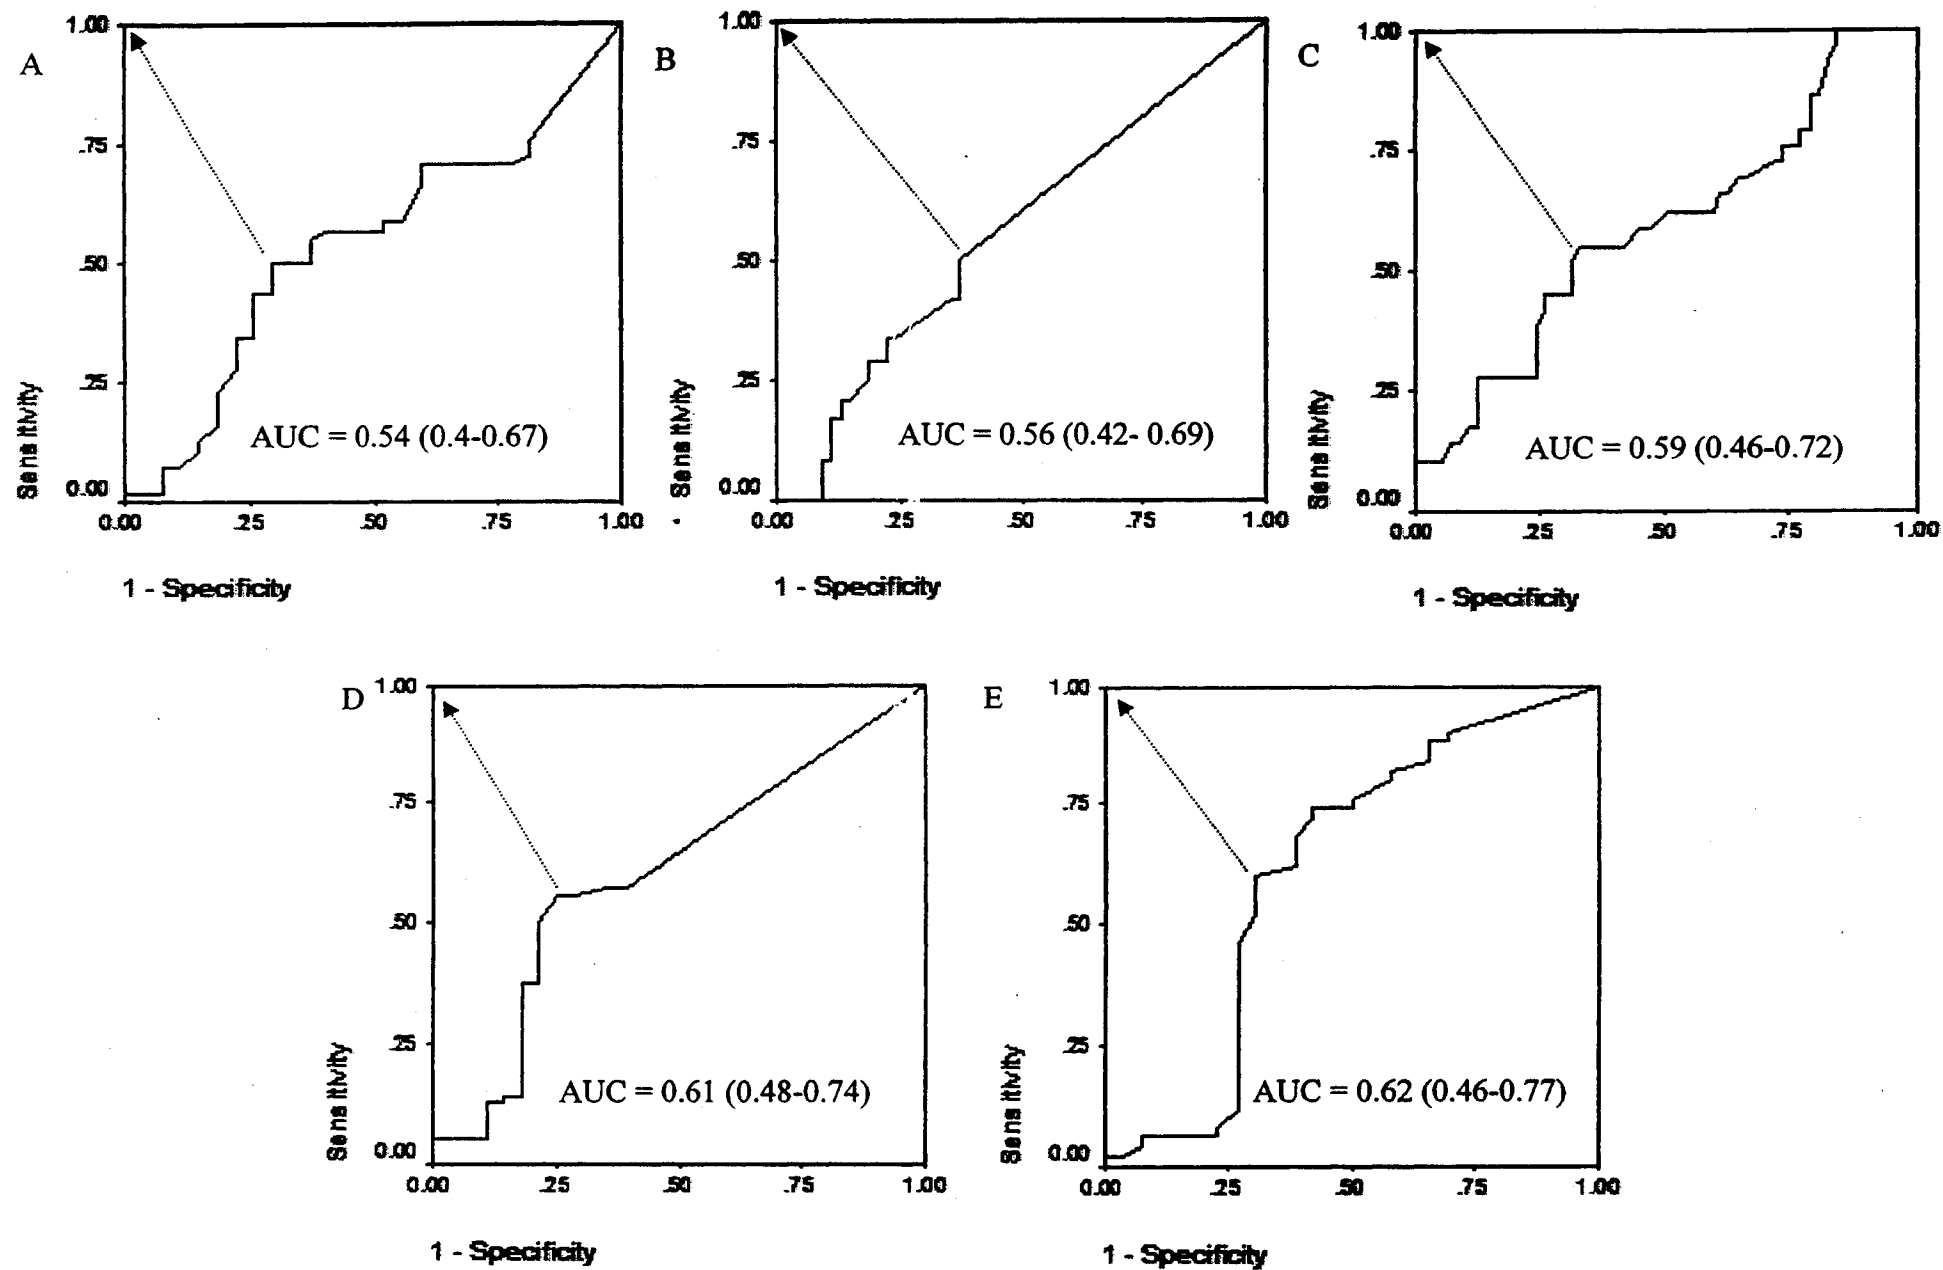 A
1.00
.75
.50
.25
0.00
Sensitivity
AUC = 0.54 (0.4-0.67)
0.00 .25 .50 .75 1.00
1 - Specificity
B
1.00
.75
.50
.25
0.00
Sensitivity
AUC = 0.56 (0.42- 0.69)
0.00 .25 .50 .75 1.00
1 - Specificity
C
1.00
.75
.50
.25
0.00
Sensitivity
AUC = 0.59 (0.46-0.72)
0.00 .25 .50 .75 1.00
1 - Specificity
D
1.00
.75
.50
.25
0.00
Sensitivity
AUC = 0.61 (0.48-0.74)
0.00 .25 .50 .75 1.00
1 - Specificity
E
1.00
.75
.50
.25
0.00
Sensitivity
AUC = 0.62 (0.46-0.77)
0.00 .25 .50 .75 1.00
1 - Specificity